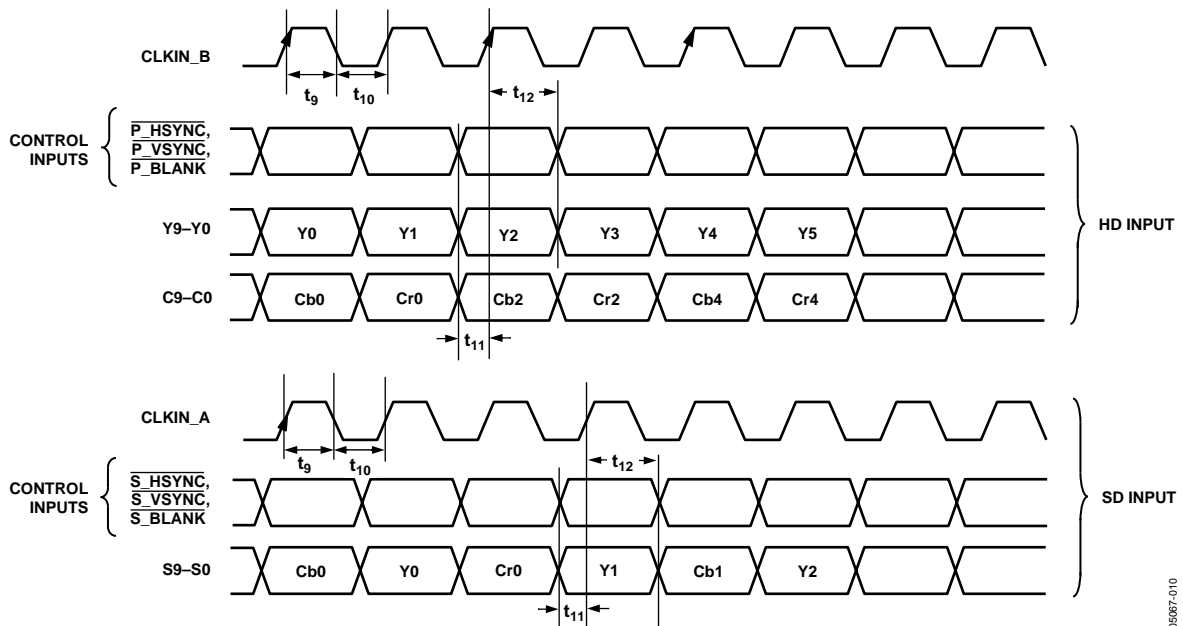 CLKIN_B
t9
t10
t12
CONTROL
INPUTS
P_HSYNC,
P_VSYNC,
P_BLANK
Y9–Y0
Y0
Y1
Y2
Y3
Y4
Y5
HD INPUT
C9–C0
Cb0
Cr0
Cb2
Cr2
Cb4
Cr4
t11
CLKIN_A
t9
t10
t12
CONTROL
INPUTS
S_HSYNC,
S_VSYNC,
S_BLANK
SD INPUT
S9–S0
Cb0
Y0
Cr0
Y1
Cb1
Y2
t11
05067-010